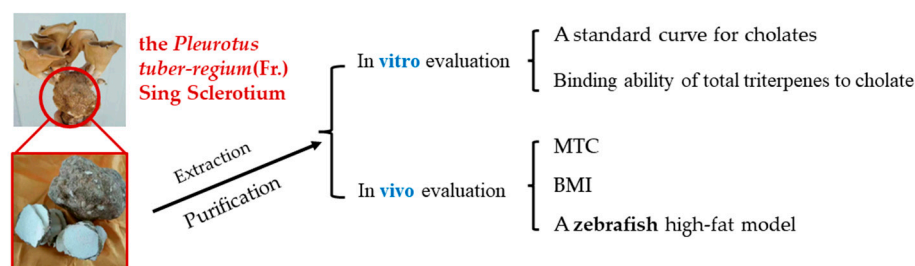 the Pleurotus
tuber-regium(Fr.)
Sing Sclerotium
Extraction
Purification
In vitro evaluation
A standard curve for cholates
Binding ability of total triterpenes to cholate
In vivo evaluation
MTC
BMI
A zebrafish high-fat model